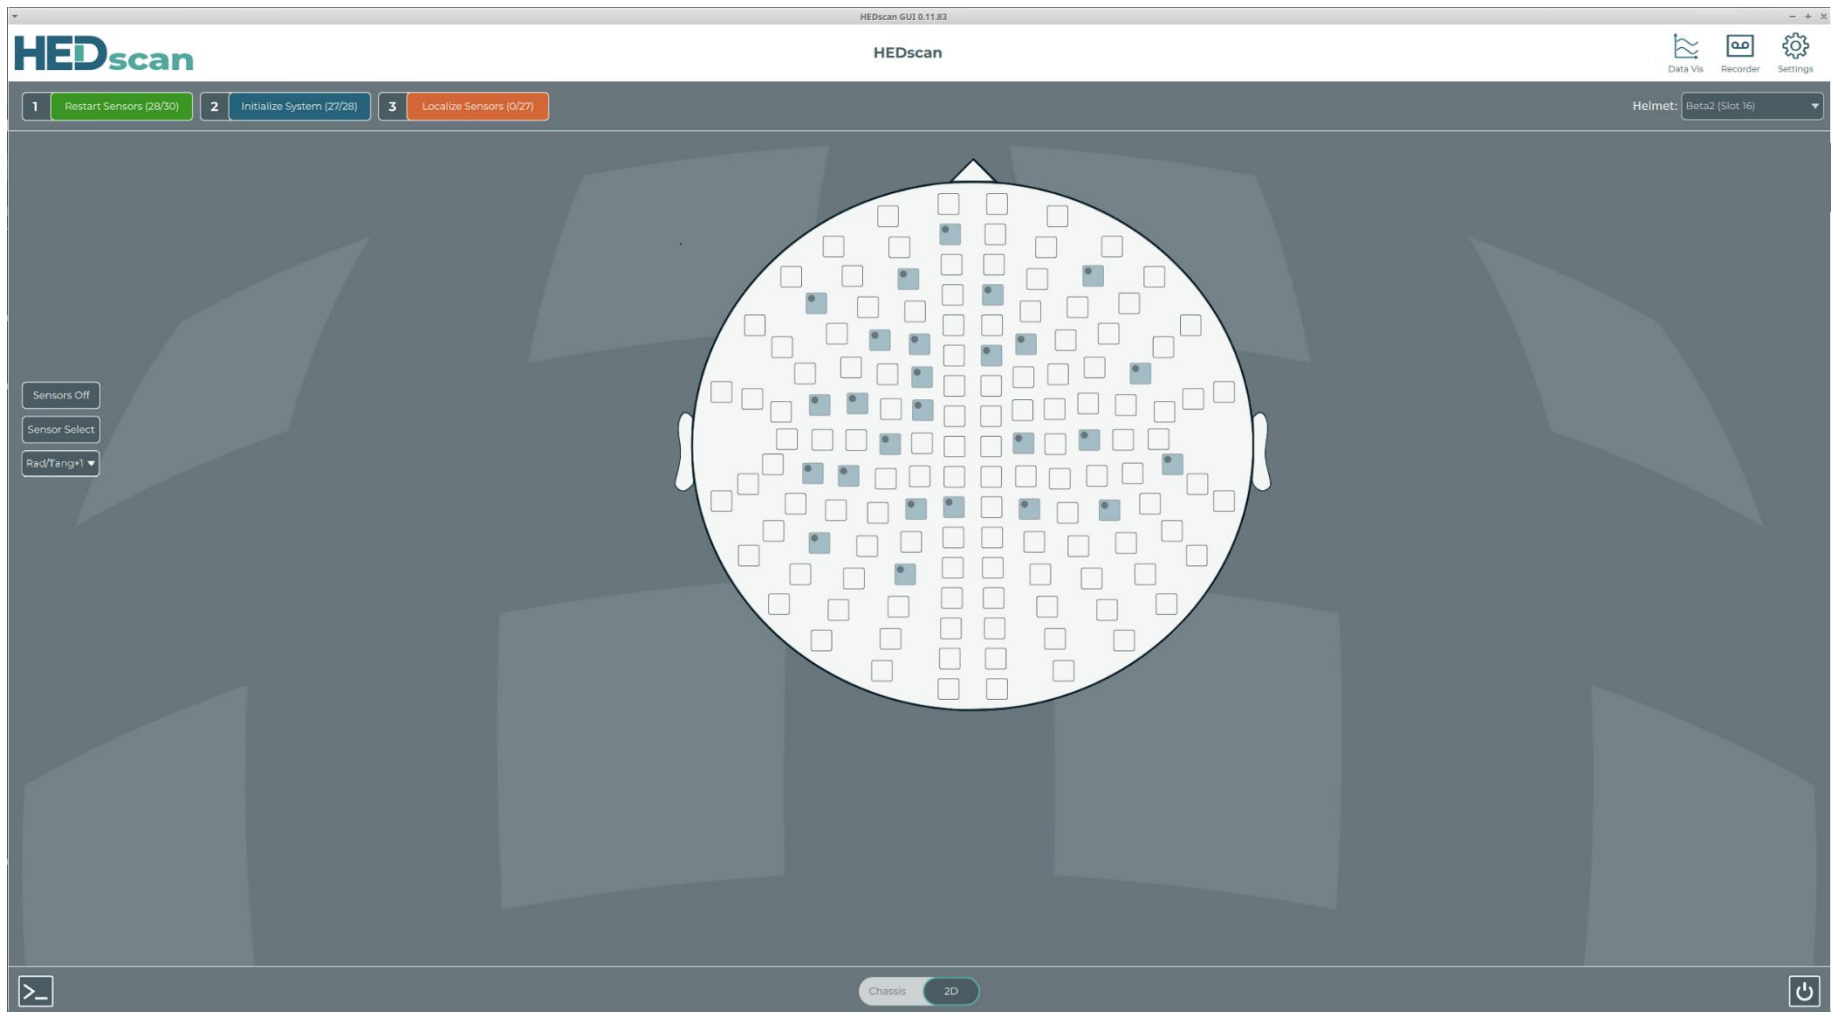 HEDscan GUI 0.11.83
HEDscan
HEDscan
Data Vis
Recorder
Settings
1 Restart Sensors (28/30) 2 Initialize System (27/28) 3 Localize Sensors (0/27)
Helmet: Beta2 (Slot 16)
Sensors Off
Sensor Select
Rad/Tang*1
Chassis 2D